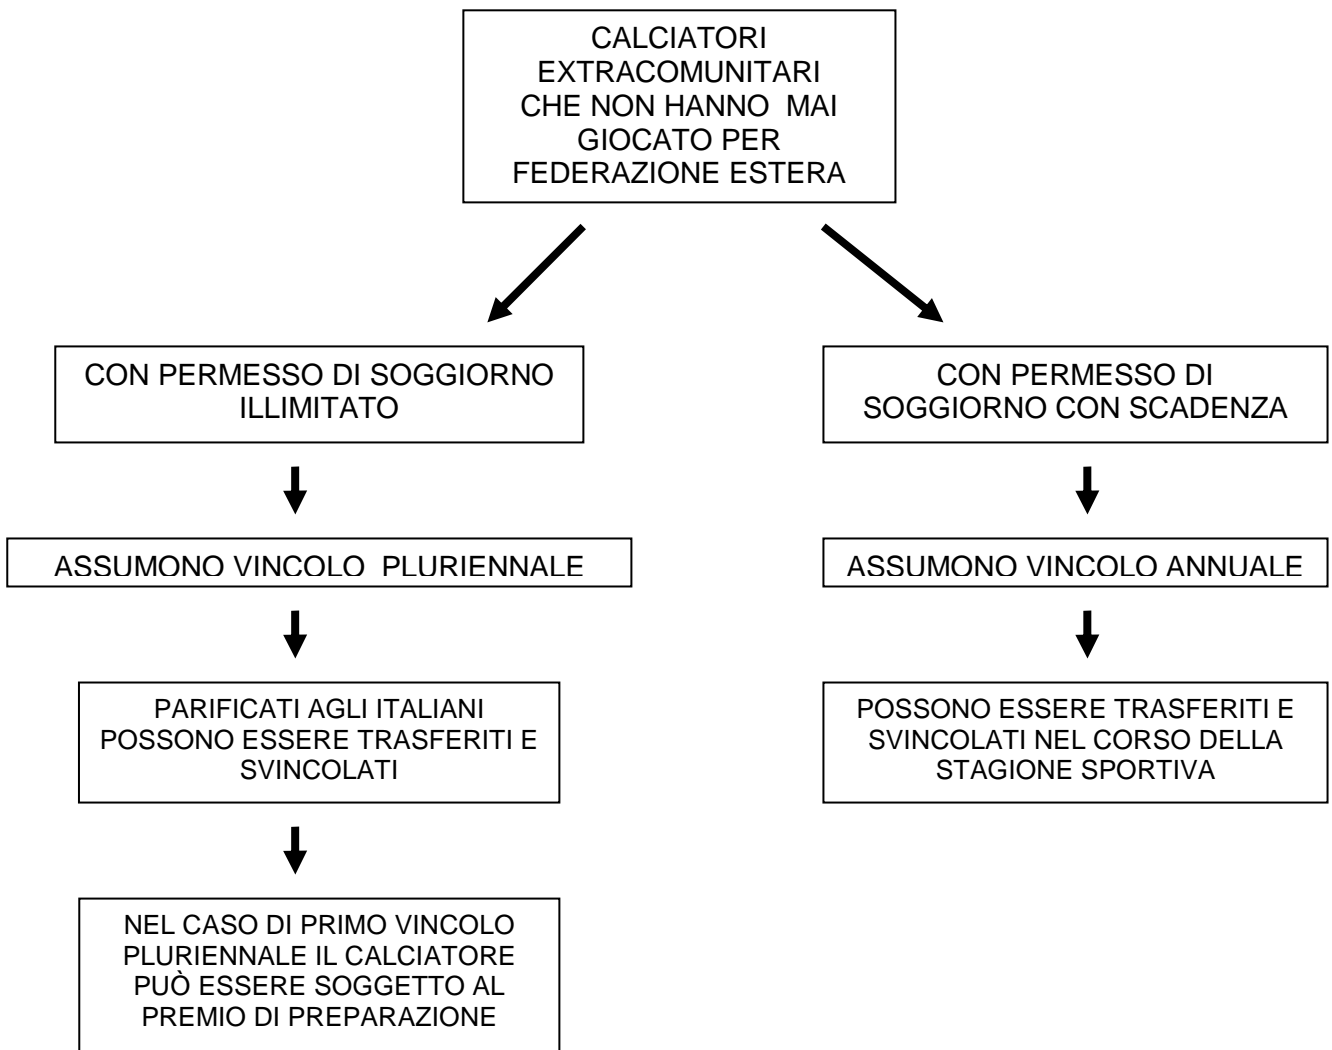 CALCIATORI
EXTRACOMUNITARI
CHE NON HANNO MAI
GIOCATO PER
FEDERAZIONE ESTERA
CON PERMESSO DI SOGGIORNO
ILLIMITATO
CON PERMESSO DI
SOGGIORNO CON SCADENZA
ASSUMONO VINCOLO PLURIENNALE
ASSUMONO VINCOLO ANNUALE
PARIFICATI AGLI ITALIANI
POSSONO ESSERE TRASFERITI E
SVINCOLATI
POSSONO ESSERE TRASFERITI E
SVINCOLATI NEL CORSO DELLA
STAGIONE SPORTIVA
NEL CASO DI PRIMO VINCOLO
PLURIENNALE IL CALCIATORE
PUÒ ESSERE SOGGETTO AL
PREMIO DI PREPARAZIONE